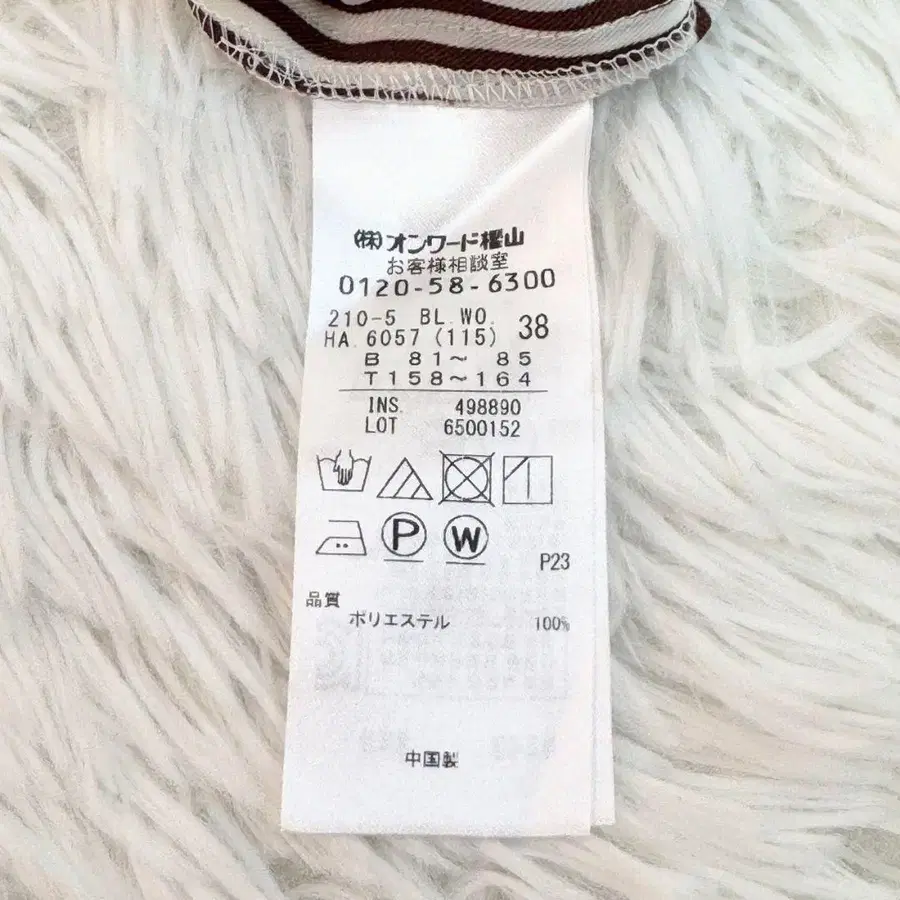 (株)オンワード樫山
お客様相談室
0120-58-6300
210-5 BL.WO. 38
HA.6057 (115)
B 81～ 85
T158～164
INS. 498890
LOT 6500152
P
W
P23
品質
ポリエステル 100%
中国製